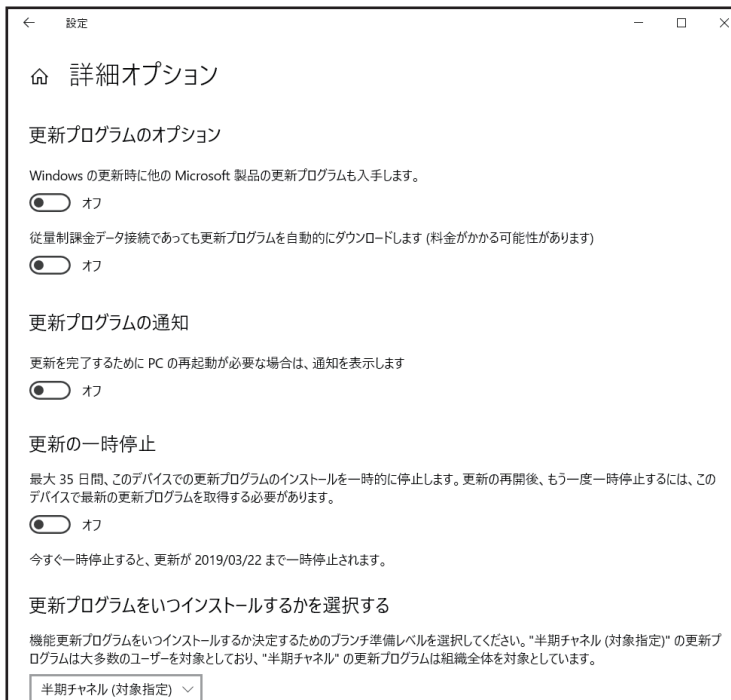 設定
詳細オプション
更新プログラムのオプション
Windows の更新時に他の Microsoft 製品の更新プログラムも入手します。
オフ
従量制課金データ接続であっても更新プログラムを自動的にダウンロードします (料金がかかる可能性があります)
オフ
更新プログラムの通知
更新を完了するために PC の再起動が必要な場合は、通知を表示します
オフ
更新の一時停止
最大 35 日間、このデバイスでの更新プログラムのインストールを一時的に停止します。更新の再開後、もう一度一時停止するには、この
デバイスで最新の更新プログラムを取得する必要があります。
オフ
今すぐ一時停止すると、更新が 2019/03/22 まで一時停止されます。
更新プログラムをいつインストールするかを選択する
機能更新プログラムをいつインストールするか決定するためのブランチ準備レベルを選択してください。"半期チャネル (対象指定)" の更新プ
ログラムは大多数のユーザーを対象としており、"半期チャネル" の更新プログラムは組織全体を対象としています。
半期チャネル (対象指定)